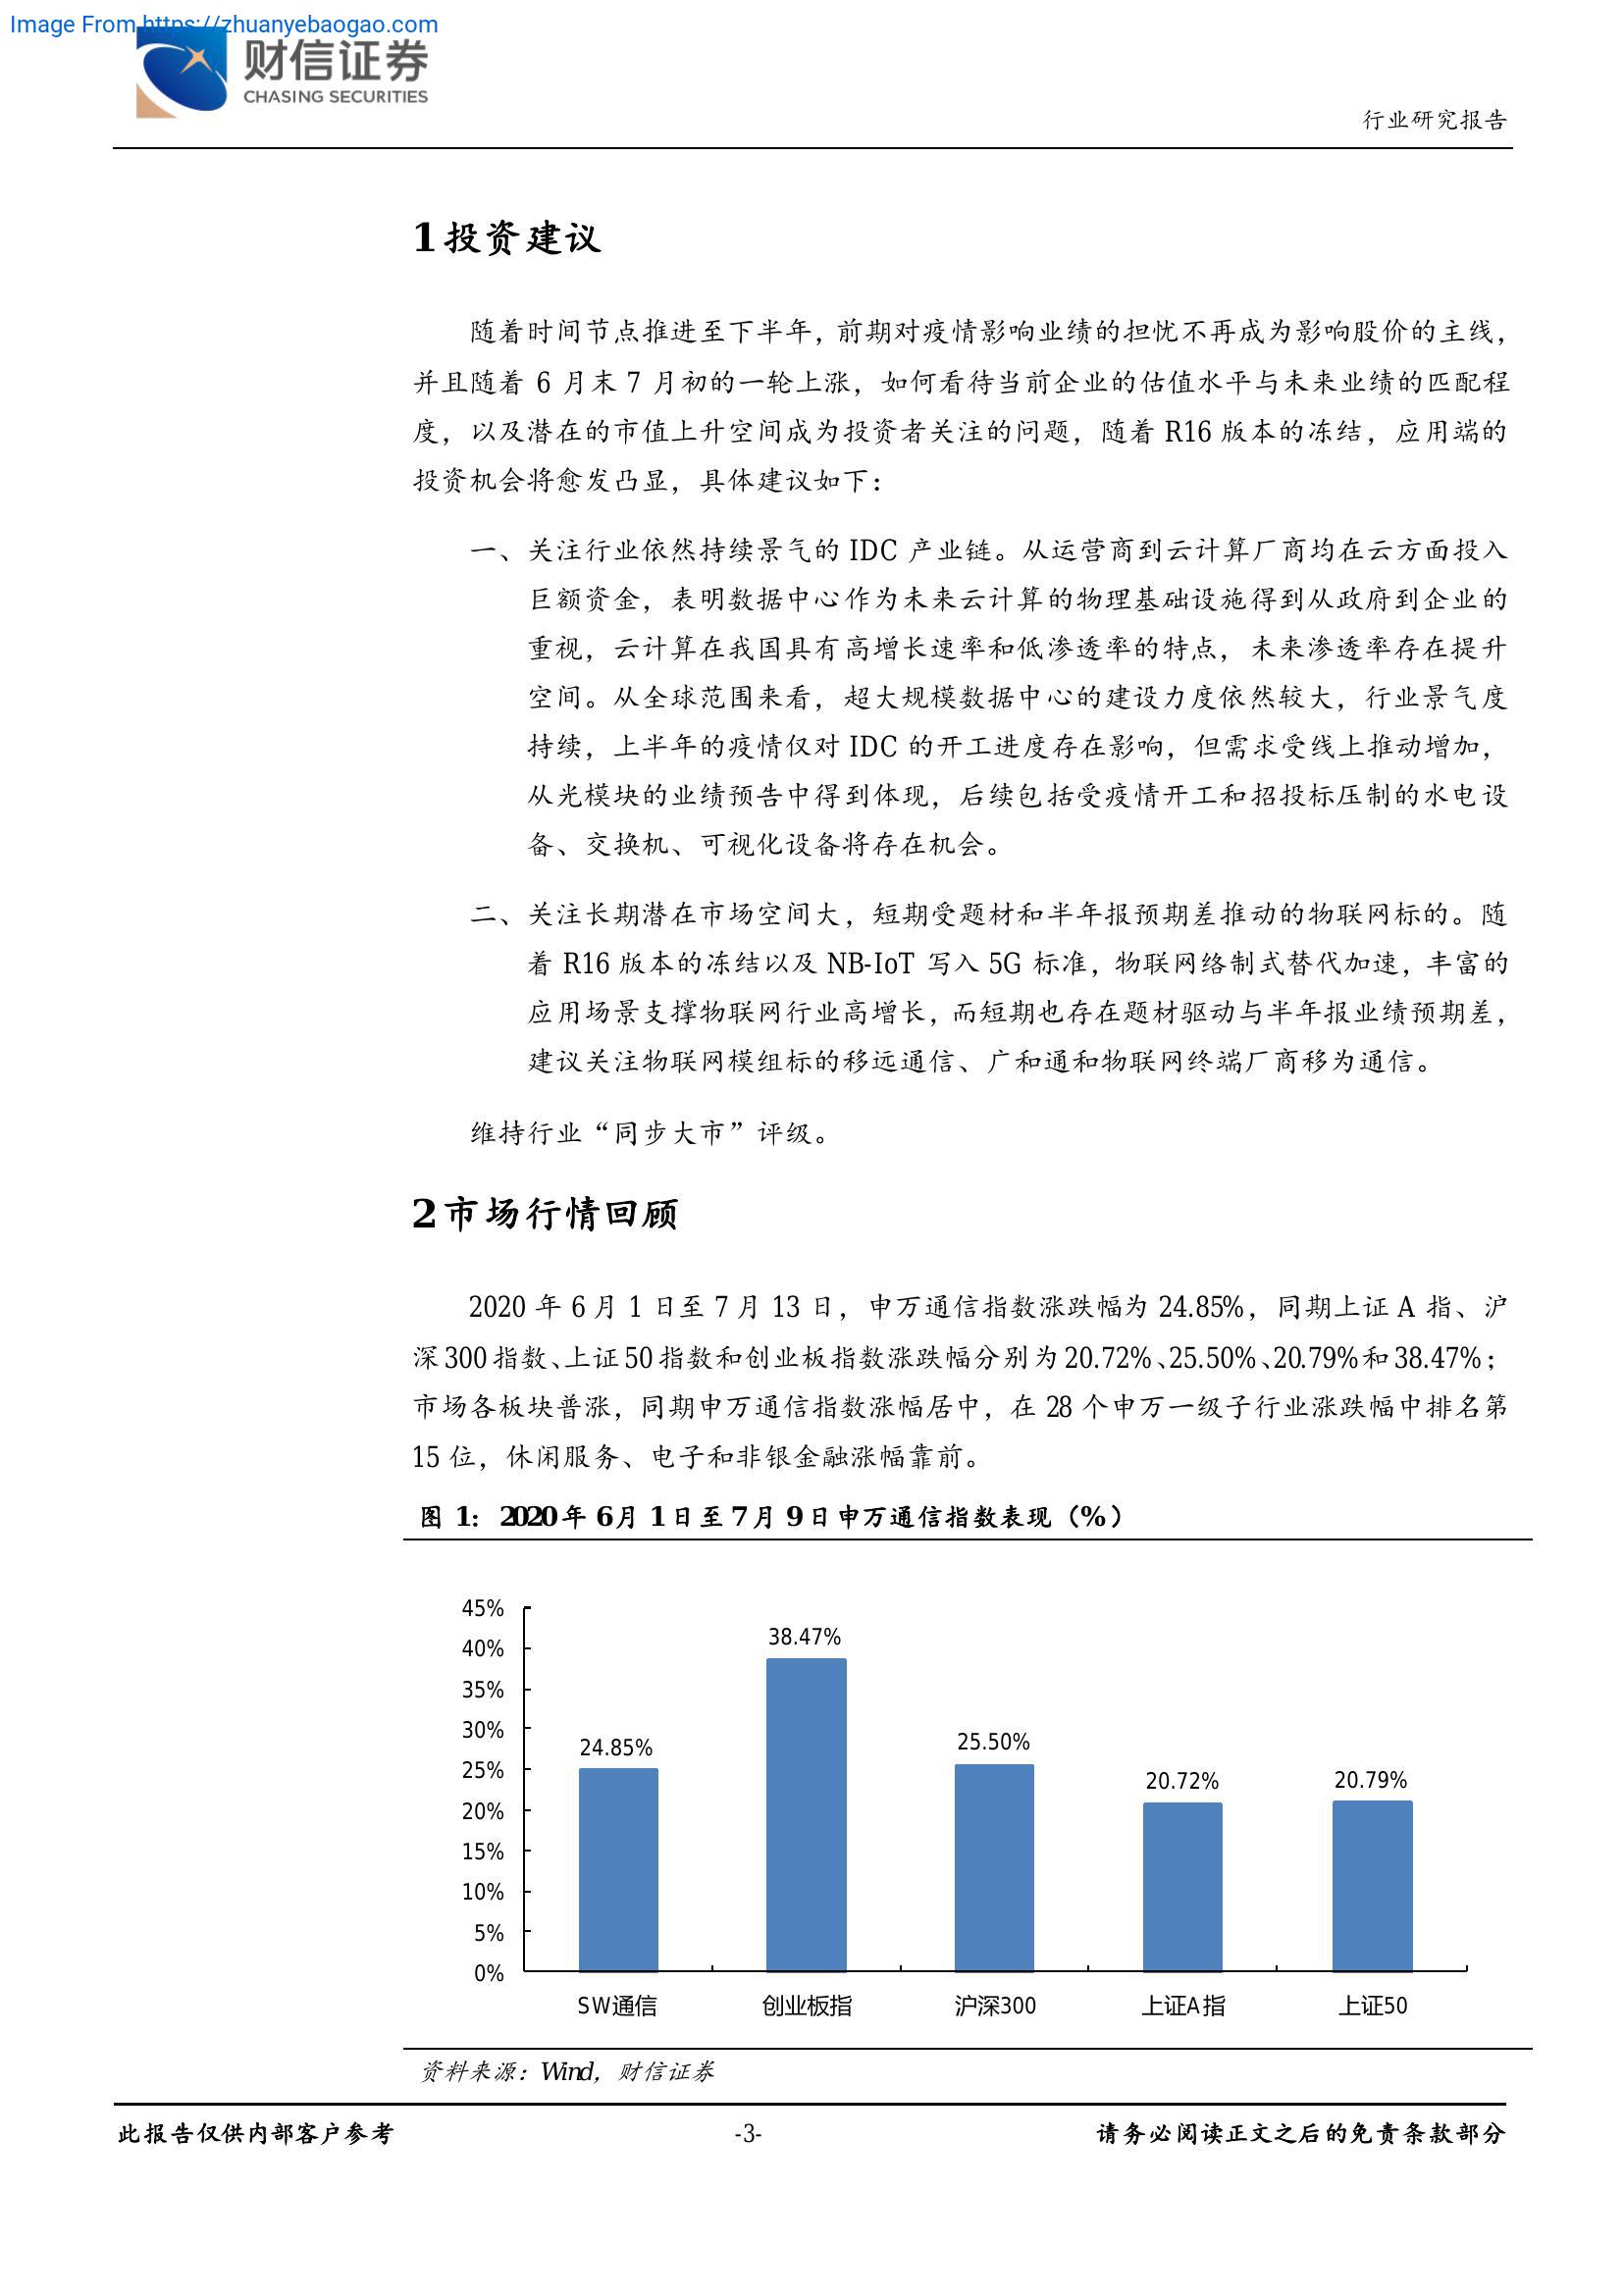 Image From https://zhuanyebaogao.com
财信证券
CHASING SECURITIES
行业研究报告
1 投资建议
随着时间节点推进至下半年，前期对疫情影响业绩的担忧不再成为影响股价的主线，
并且随着 6 月末 7 月初的一轮上涨，如何看待当前企业的估值水平与未来业绩的匹配程
度，以及潜在的市值上升空间成为投资者关注的问题，随着 R16 版本的冻结，应用端的
投资机会将愈发凸显，具体建议如下：
一、关注行业依然持续景气的 IDC 产业链。从运营商到云计算厂商均在云方面投入
巨额资金，表明数据中心作为未来云计算的物理基础设施得到从政府到企业的
重视，云计算在我国具有高增长速率和低渗透率的特点，未来渗透率存在提升
空间。从全球范围来看，超大规模数据中心的建设力度依然较大，行业景气度
持续，上半年的疫情仅对 IDC 的开工进度存在影响，但需求受线上推动增加，
从光模块的业绩预告中得到体现，后续包括受疫情开工和招投标压制的水电设
备、交换机、可视化设备将存在机会。
二、关注长期潜在市场空间大，短期受题材和半年报预期差推动的物联网标的。随
着 R16 版本的冻结以及 NB-IoT 写入 5G 标准，物联网络制式替代加速，丰富的
应用场景支撑物联网行业高增长，而短期也存在题材驱动与半年报业绩预期差，
建议关注物联网模组标的移远通信、广和通和物联网终端厂商移为通信。
维持行业“同步大市”评级。
2 市场行情回顾
2020 年 6 月 1 日至 7 月 13 日，申万通信指数涨跌幅为 24.85%，同期上证 A 指、沪
深 300 指数、上证 50 指数和创业板指数涨跌幅分别为 20.72%、25.50%、20.79%和 38.47%；
市场各板块普涨，同期申万通信指数涨幅居中，在 28 个申万一级子行业涨跌幅中排名第
15 位，休闲服务、电子和非银金融涨幅靠前。
图 1：2020 年 6 月 1 日至 7 月 9 日申万通信指数表现（%）
45%
40%
35%
30%
25%
20%
15%
10%
5%
0%
24.85%
38.47%
25.50%
20.72%
20.79%
SW通信
创业板指
沪深300
上证A指
上证50
资料来源：Wind，财信证券
此报告仅供内部客户参考
-3-
请务必阅读正文之后的免责条款部分